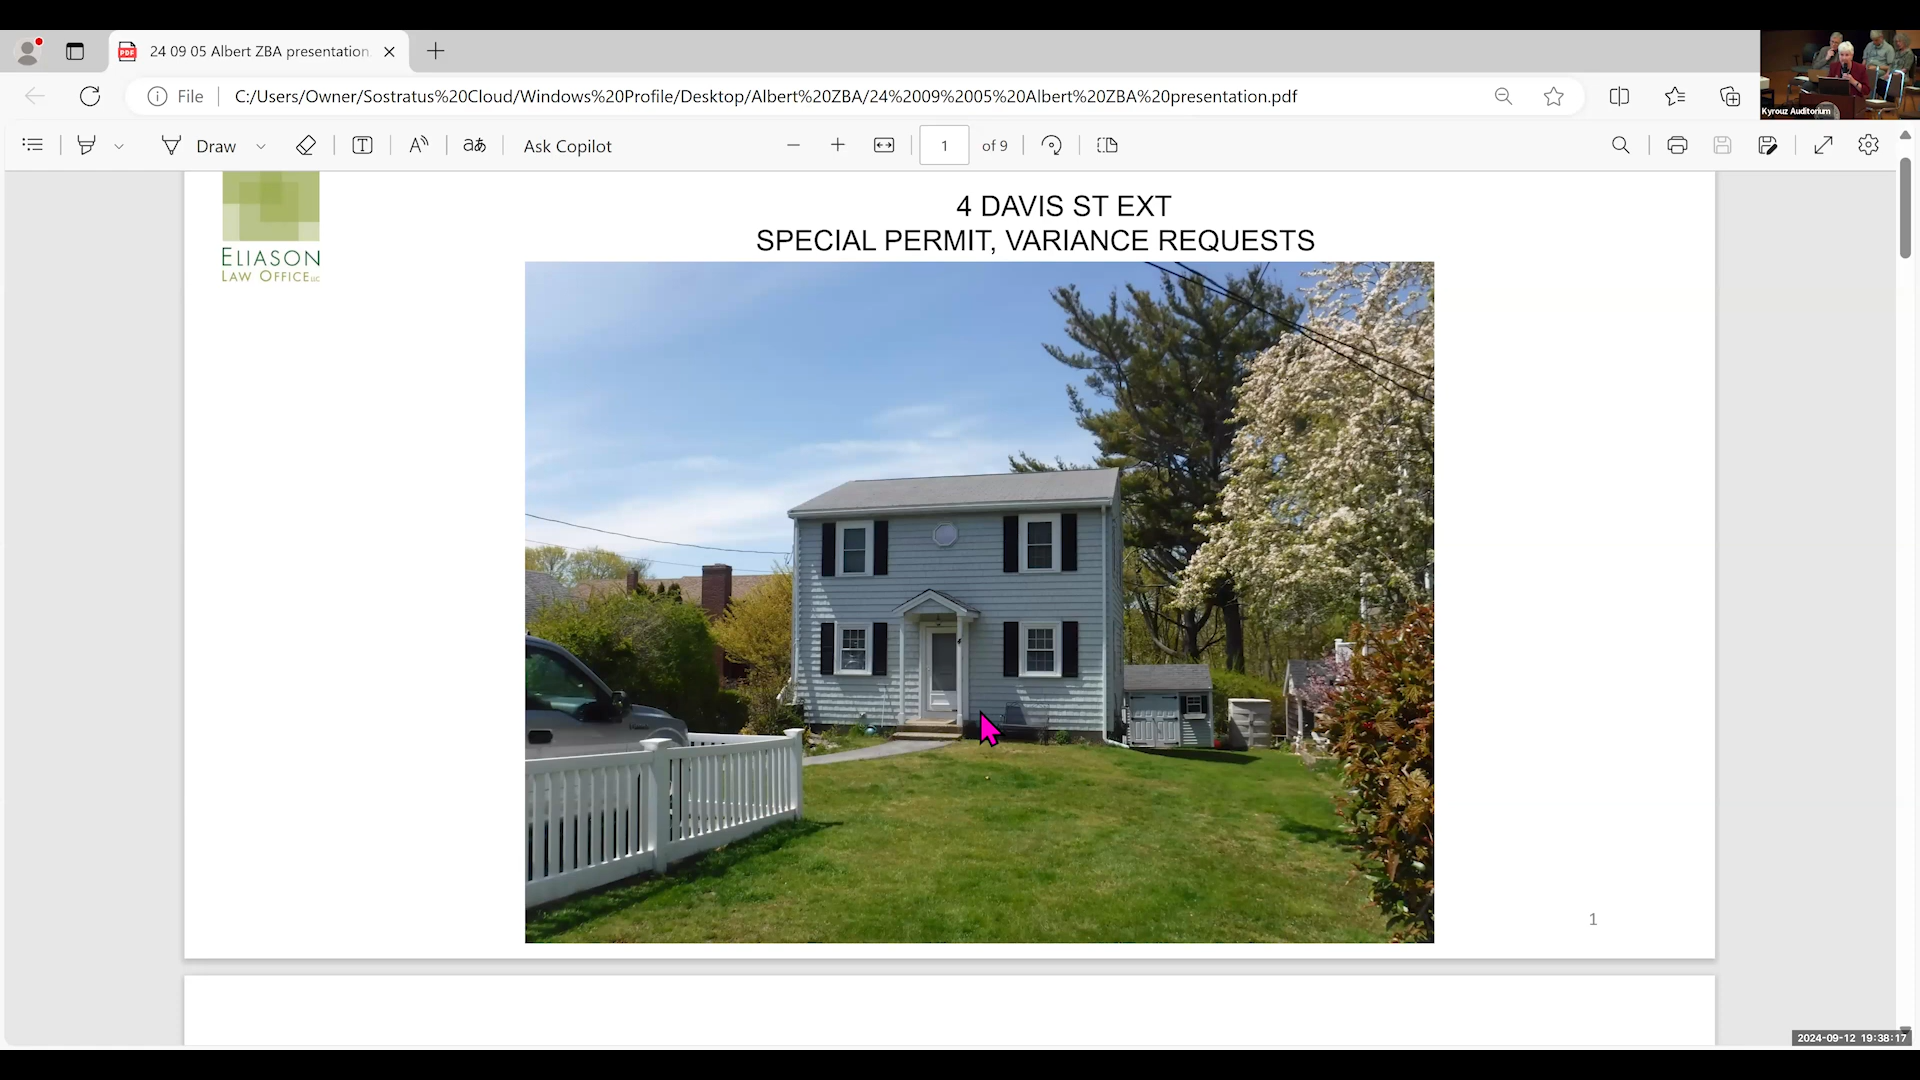 24 09 05 Albert ZBA presentation.
File
C:/Users/Owner/Sostratus%20Cloud/Windows%20Profile/Desktop/Albert%20ZBA/24%2009%2005%20Albert%20ZBA%20presentation.pdf
Kyrouz Auditorium
Draw
Ask Copilot
1 of 9
4 DAVIS ST EXT
SPECIAL PERMIT, VARIANCE REQUESTS
ELIASON
LAW OFFICE LLC
4
1
2024-09-12 19:38:17